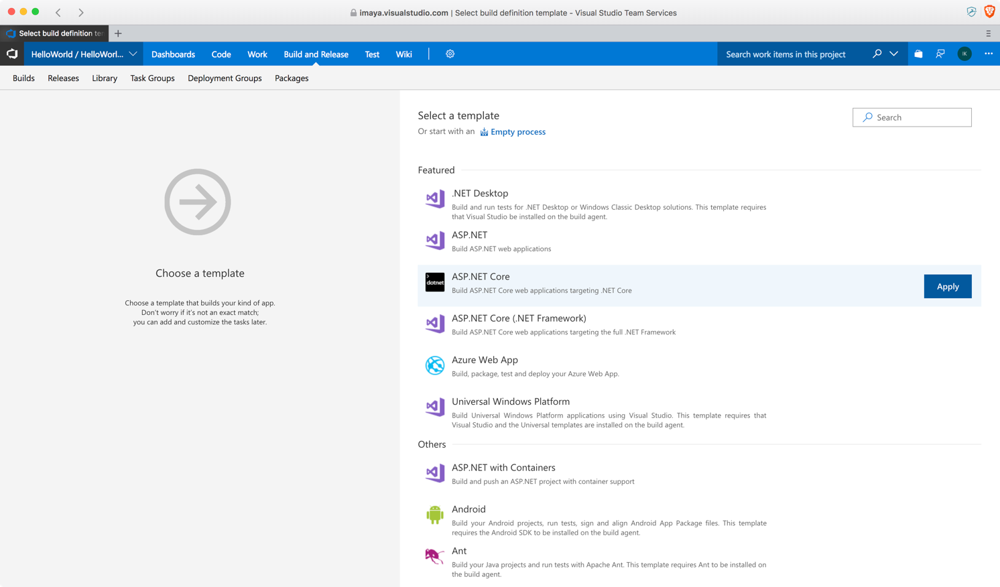 imaya.visualstudio.com | Select build definition template - Visual Studio Team Services
Select build definition ter
HelloWorld / HelloWorl...
Dashboards
Code
Work
Build and Release
Test
Wiki
Search work items in this project
IK
Builds
Releases
Library
Task Groups
Deployment Groups
Packages
Choose a template
Choose a template that builds your kind of app.
Don't worry if it's not an exact match;
you can add and customize the tasks later.
Select a template
Search
Or start with an Empty process
Featured
.NET Desktop
Build and run tests for .NET Desktop or Windows Classic Desktop solutions. This template requires
that Visual Studio be installed on the build agent.
ASP.NET
Build ASP.NET web applications
dotnet
ASP.NET Core
Build ASP.NET Core web applications targeting .NET Core
Apply
ASP.NET Core (.NET Framework)
Build ASP.NET Core web applications targeting the full .NET Framework
Azure Web App
Build, package, test and deploy your Azure Web App.
Universal Windows Platform
Build Universal Windows Platform applications using Visual Studio. This template requires that
Visual Studio and the Universal templates are installed on the build agent.
Others
ASP.NET with Containers
Build and push an ASP.NET project with container support
Android
Build your Android projects, run tests, sign and align Android App Package files. This template
requires the Android SDK to be installed on the build agent.
Ant
Build your Java projects and run tests with Apache Ant. This template requires Ant to be installed on
the build agent.